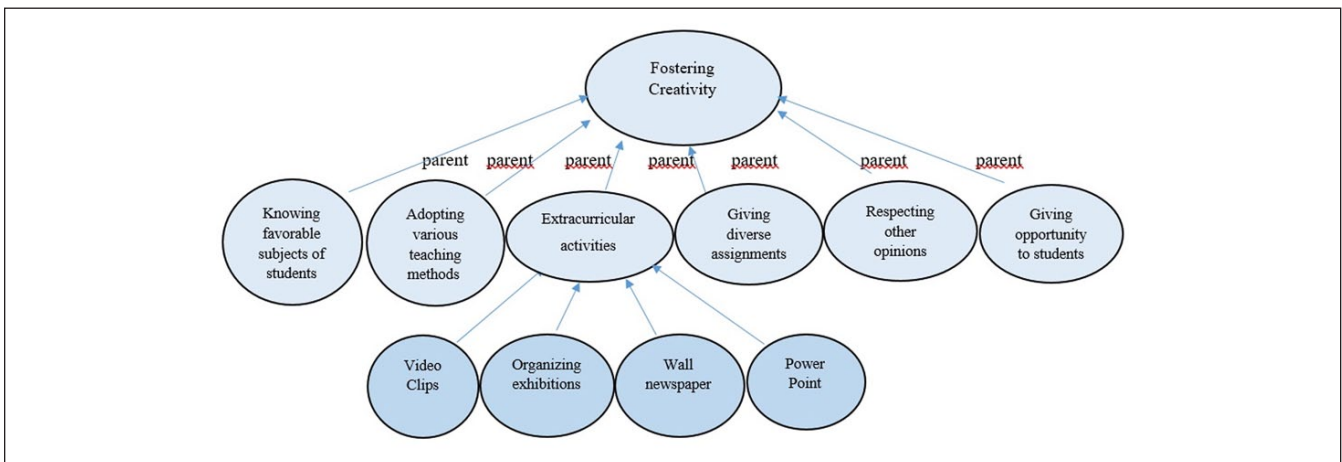 Fostering
Creativity
parent parent parent parent parent parent parent
Knowing
favorable
subjects of
students
Adopting
various
teaching
methods
Extracurricular
activities
Giving
diverse
assignments
Respecting
other
opinions
Giving
opportunity
to students
Video
Clips
Organizing
exhibitions
Wall
newspaper
Power
Point